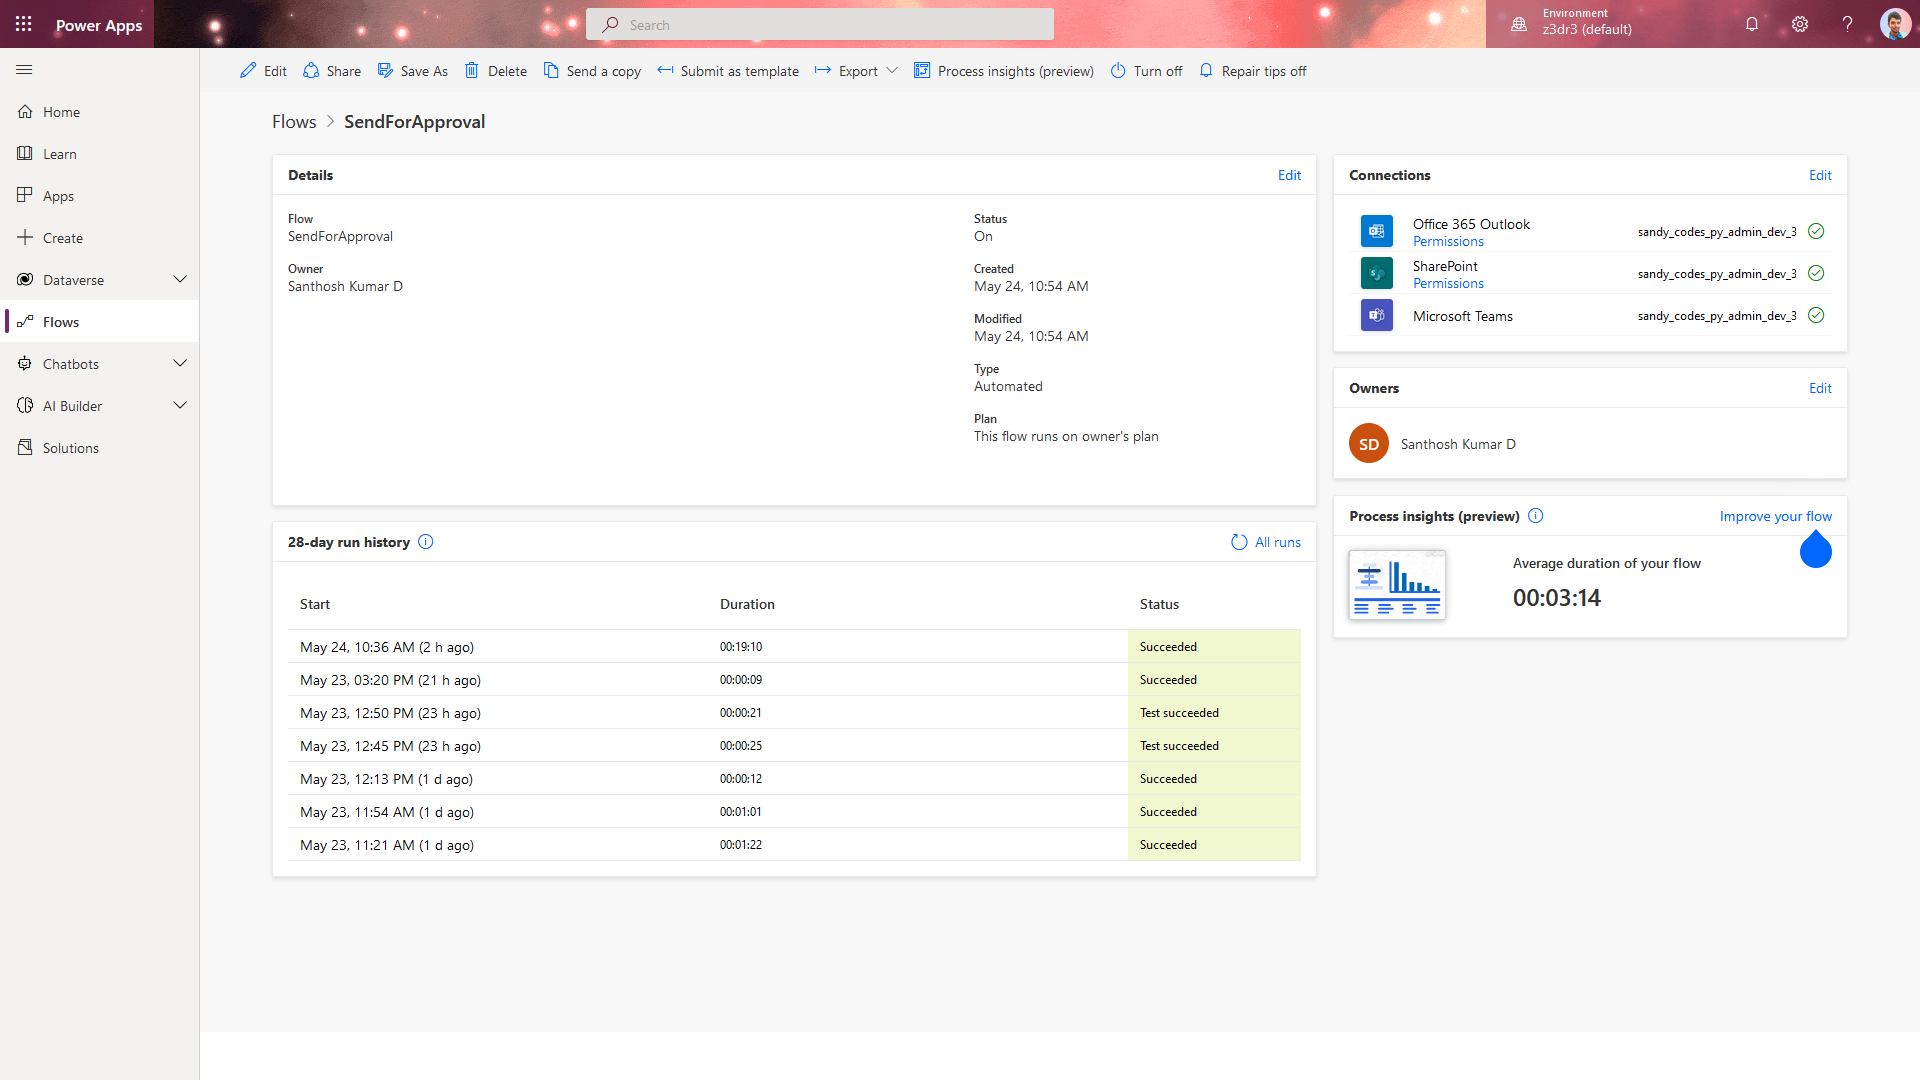 Power Apps
Search
Environment
z3dr3 (default)
Edit
Share
Save As
Delete
Send a copy
Submit as template
Export
Process insights (preview)
Turn off
Repair tips off
Home
Learn
Apps
Create
Dataverse
Flows
Chatbots
AI Builder
Solutions
Flows > SendForApproval
Details
Edit
Flow
SendForApproval
Owner
Santhosh Kumar D
Status
On
Created
May 24, 10:54 AM
Modified
May 24, 10:54 AM
Type
Automated
Plan
This flow runs on owner's plan
28-day run history
All runs
Start Duration Status
May 24, 10:36 AM (2 h ago) 00:19:10 Succeeded
May 23, 03:20 PM (21 h ago) 00:00:09 Succeeded
May 23, 12:50 PM (23 h ago) 00:00:21 Test succeeded
May 23, 12:45 PM (23 h ago) 00:00:25 Test succeeded
May 23, 12:13 PM (1 d ago) 00:00:12 Succeeded
May 23, 11:54 AM (1 d ago) 00:01:01 Succeeded
May 23, 11:21 AM (1 d ago) 00:01:22 Succeeded
Connections
Edit
Office 365 Outlook
Permissions
sandy_codes_py_admin_dev_3
SharePoint
Permissions
sandy_codes_py_admin_dev_3
Microsoft Teams
sandy_codes_py_admin_dev_3
Owners
Edit
SD
Santhosh Kumar D
Process insights (preview)
Improve your flow
Average duration of your flow
00:03:14